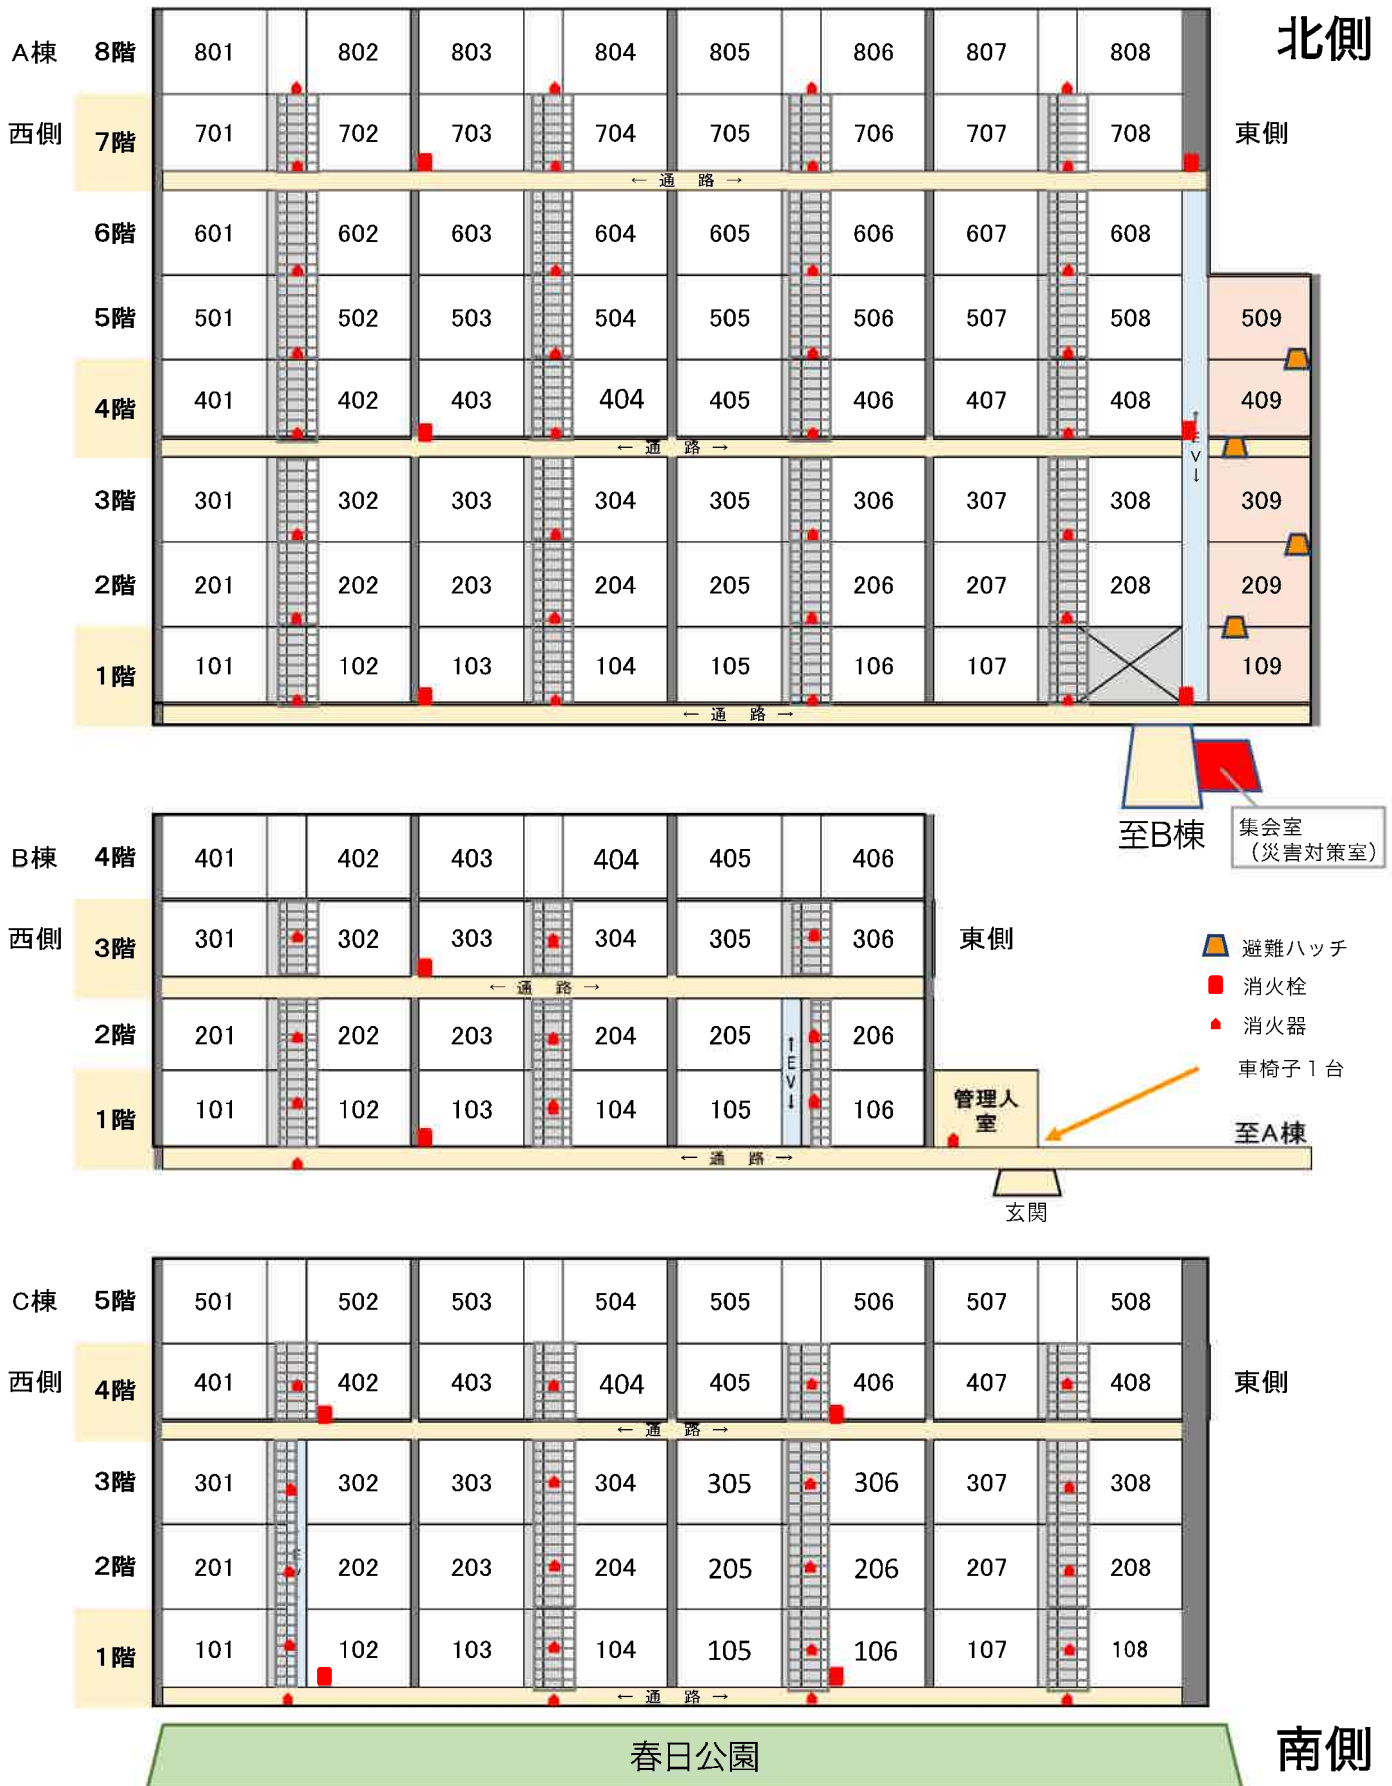 北側
A棟 8階 801 802 803 804 805 806 807 808
西側 7階 701 702 703 704 705 706 707 708 東側
← 通 路 →
6階 601 602 603 604 605 606 607 608
5階 501 502 503 504 505 506 507 508 509
4階 401 402 403 404 405 406 407 408 409
← 通 路 →
←EV→
3階 301 302 303 304 305 306 307 308 309
2階 201 202 203 204 205 206 207 208 209
1階 101 102 103 104 105 106 107 109
← 通 路 →
至B棟
集会室
（災害対策室）
B棟 4階 401 402 403 404 405 406
西側 3階 301 302 303 304 305 306 東側
← 通 路 →
避難ハッチ
消火栓
消火器
車椅子１台
2階 201 202 203 204 205 206
←EV→
1階 101 102 103 104 105 106
管理人
室
至A棟
← 通 路 →
玄関
C棟 5階 501 502 503 504 505 506 507 508
西側 4階 401 402 403 404 405 406 407 408 東側
← 通 路 →
3階 301 302 303 304 305 306 307 308
2階 201 202 203 204 205 206 207 208
1階 101 102 103 104 105 106 107 108
← 通 路 →
春日公園
南側